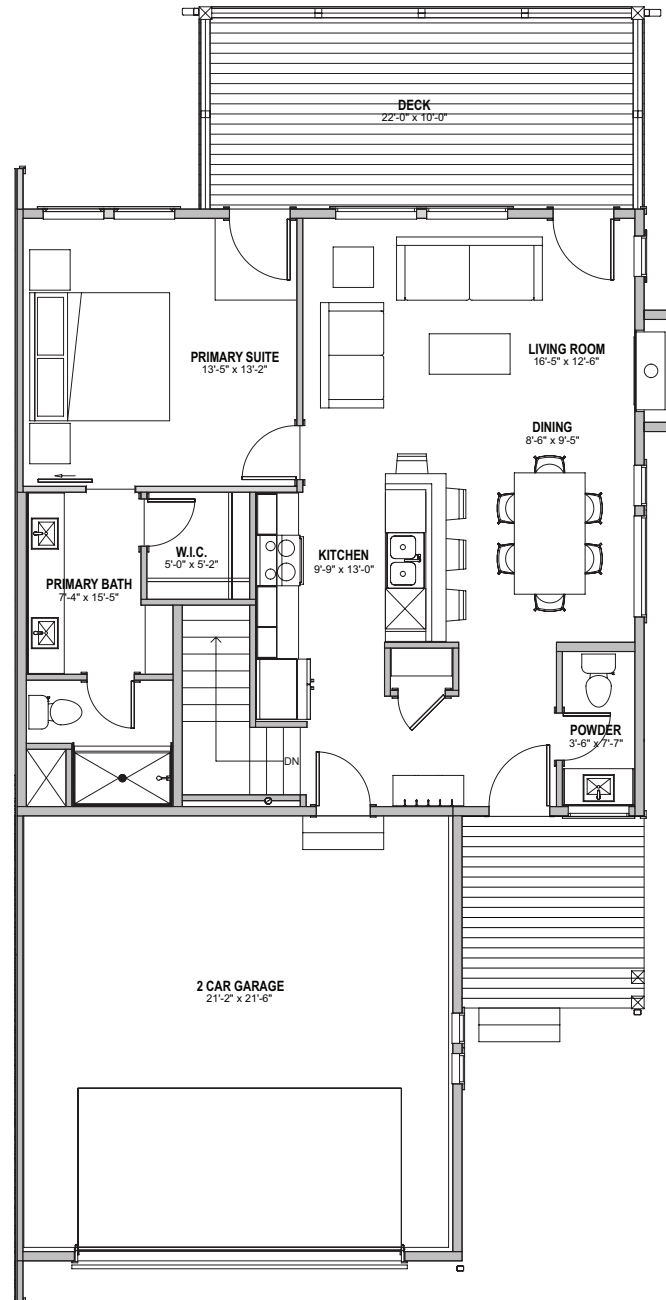 DECK
22'-0" x 10'-0"
PRIMARY SUITE
13'-5" x 13'-2"
LIVING ROOM
16'-5" x 12'-6"
DINING
8'-6" x 9'-5"
W.I.C.
5'-0" x 5'-2"
KITCHEN
9'-9" x 13'-0"
PRIMARY BATH
7'-4" x 15'-5"
POWDER
3'-6" x 7'-7"
DN
2 CAR GARAGE
21'-2" x 21'-6"